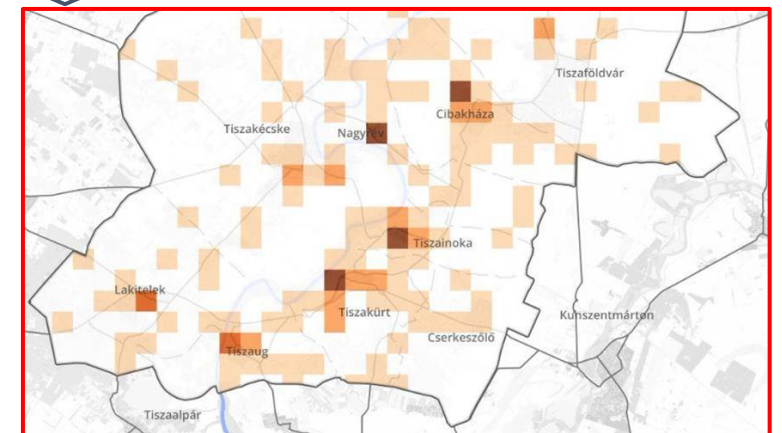 Tiszaföldvár
Cibakháza
Tiszakécske
Nagyrév
Tiszainoka
Lakitelek
Tiszakürt
Kunszentmárton
Cserkeszőlő
Tiszaug
Tiszaalpár